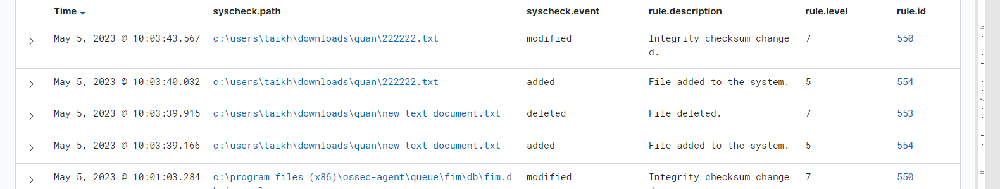 Time syscheck.path syscheck.event rule.description rule.level rule.id
May 5, 2023 @ 10:03:43.567 c:\users\taikh\downloads\quan\222222.txt modified Integrity checksum change 7 550
d.
May 5, 2023 @ 10:03:40.032 c:\users\taikh\downloads\quan\222222.txt added File added to the system. 5 554
May 5, 2023 @ 10:03:39.915 c:\users\taikh\downloads\quan\new text document.txt deleted File deleted. 7 553
May 5, 2023 @ 10:03:39.166 c:\users\taikh\downloads\quan\new text document.txt added File added to the system. 5 554
May 5, 2023 @ 10:01:03.284 c:\program files (x86)\ossec-agent\queue\fim\db\fim.d modified Integrity checksum change 7 550
6
7
8